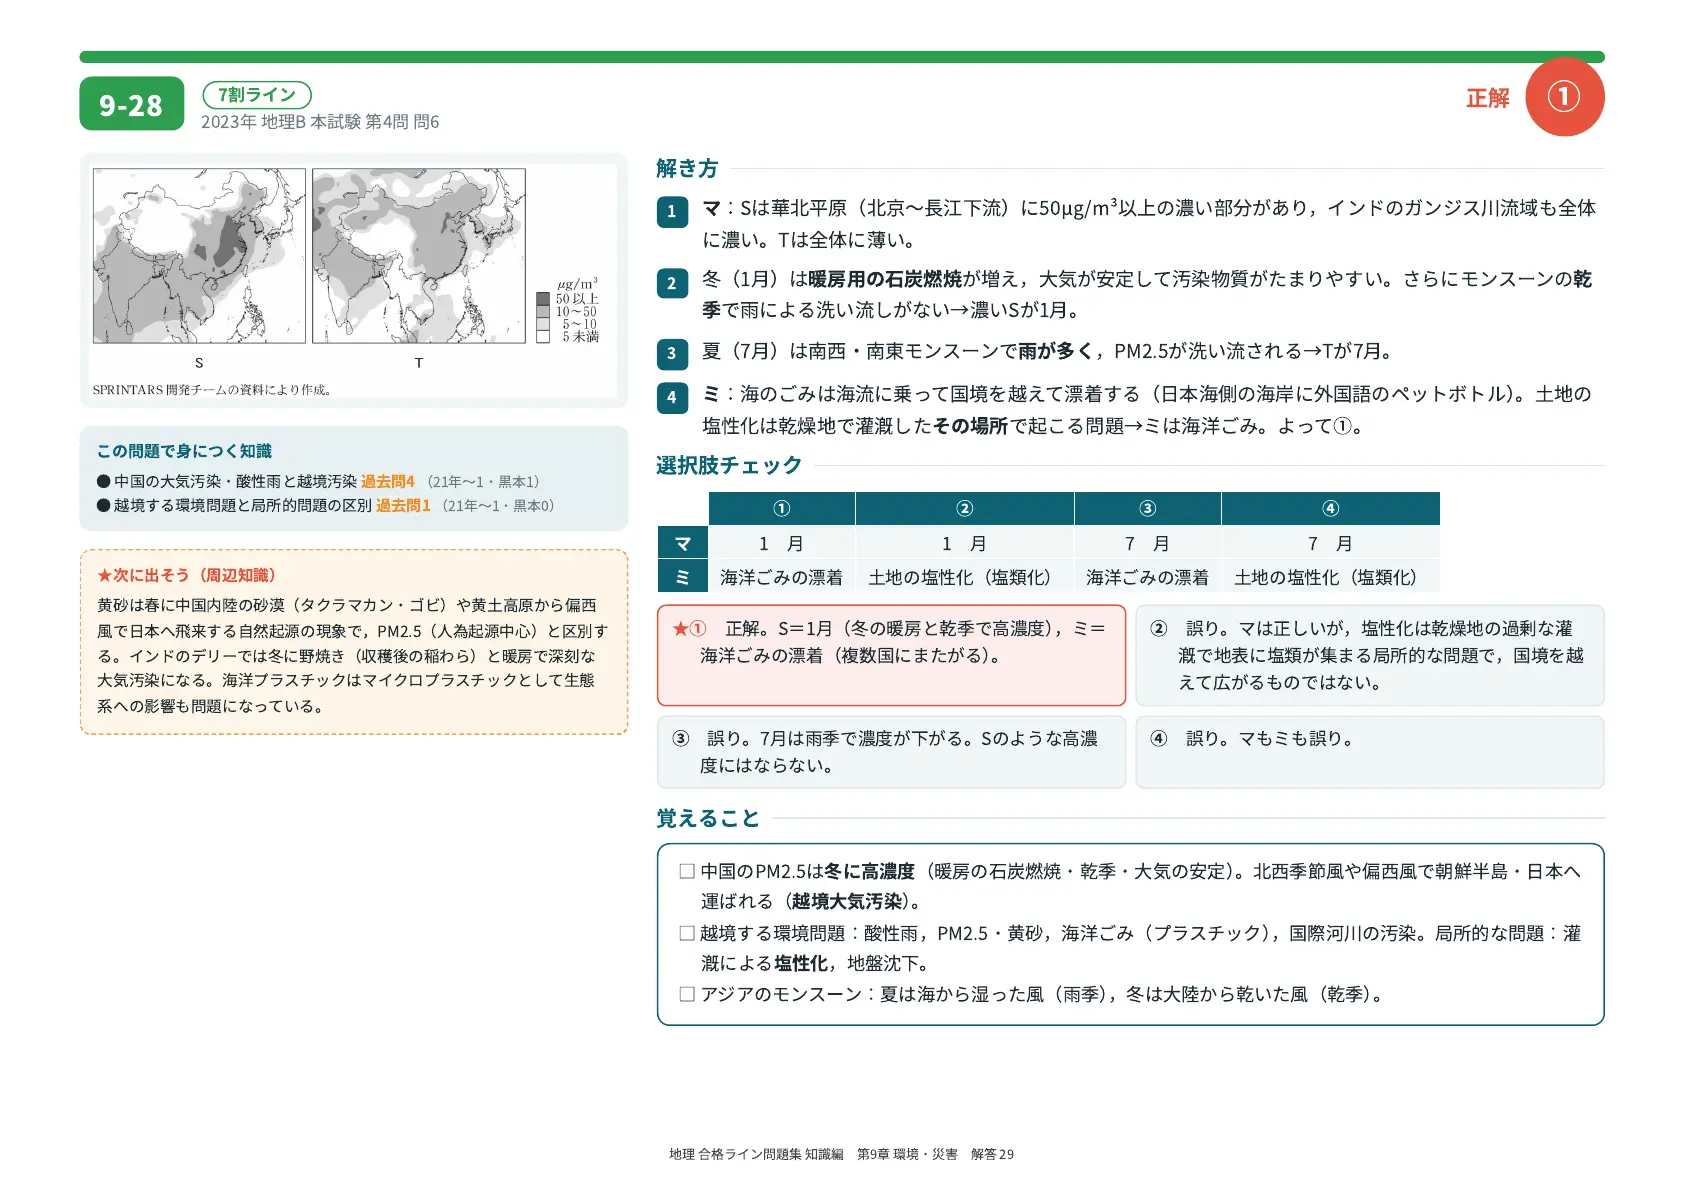 9-28
7割ライン
2023年 地理B 本試験 第4問 問6
正解 ①
μg/m³
50以上
10～50
5～10
5未満
S
T
SPRINTARS 開発チームの資料により作成。
この問題で身につく知識
● 中国の大気汚染・酸性雨と越境汚染 過去問4 （21年～1・黒本1）
● 越境する環境問題と局所的問題の区別 過去問1 （21年～1・黒本0）
★次に出そう（周辺知識）
黄砂は春に中国内陸の砂漠（タクラマカン・ゴビ）や黄土高原から偏西
風で日本へ飛来する自然起源の現象で，PM2.5（人為起源中心）と区別す
る。インドのデリーでは冬に野焼き（収穫後の稲わら）と暖房で深刻な
大気汚染になる。海洋プラスチックはマイクロプラスチックとして生態
系への影響も問題になっている。
解き方
1 マ：Sは華北平原（北京～長江下流）に50μg/m³以上の濃い部分があり，インドのガンジス川流域も全体
に濃い。Tは全体に薄い。
2 冬（1月）は暖房用の石炭燃焼が増え，大気が安定して汚染物質がたまりやすい。さらにモンスーンの乾
季で雨による洗い流しがない→濃いSが1月。
3 夏（7月）は南西・南東モンスーンで雨が多く，PM2.5が洗い流される→Tが7月。
4 ミ：海のごみは海流に乗って国境を越えて漂着する（日本海側の海岸に外国語のペットボトル）。土地の
塩性化は乾燥地で灌漑したその場所で起こる問題→ミは海洋ごみ。よって①。
選択肢チェック
① ② ③ ④
マ 1　月 1　月 7　月 7　月
ミ 海洋ごみの漂着 土地の塩性化（塩類化） 海洋ごみの漂着 土地の塩性化（塩類化）
★①　正解。S＝1月（冬の暖房と乾季で高濃度），ミ＝
海洋ごみの漂着（複数国にまたがる）。
②　誤り。マは正しいが，塩性化は乾燥地の過剰な灌
漑で地表に塩類が集まる局所的な問題で，国境を越
えて広がるものではない。
③　誤り。7月は雨季で濃度が下がる。Sのような高濃
度にはならない。
④　誤り。マもミも誤り。
覚えること
□ 中国のPM2.5は冬に高濃度（暖房の石炭燃焼・乾季・大気の安定）。北西季節風や偏西風で朝鮮半島・日本へ
運ばれる（越境大気汚染）。
□ 越境する環境問題：酸性雨，PM2.5・黄砂，海洋ごみ（プラスチック），国際河川の汚染。局所的な問題：灌
漑による塩性化，地盤沈下。
□ アジアのモンスーン：夏は海から湿った風（雨季），冬は大陸から乾いた風（乾季）。
地理 合格ライン問題集 知識編　第9章 環境・災害　解答 29